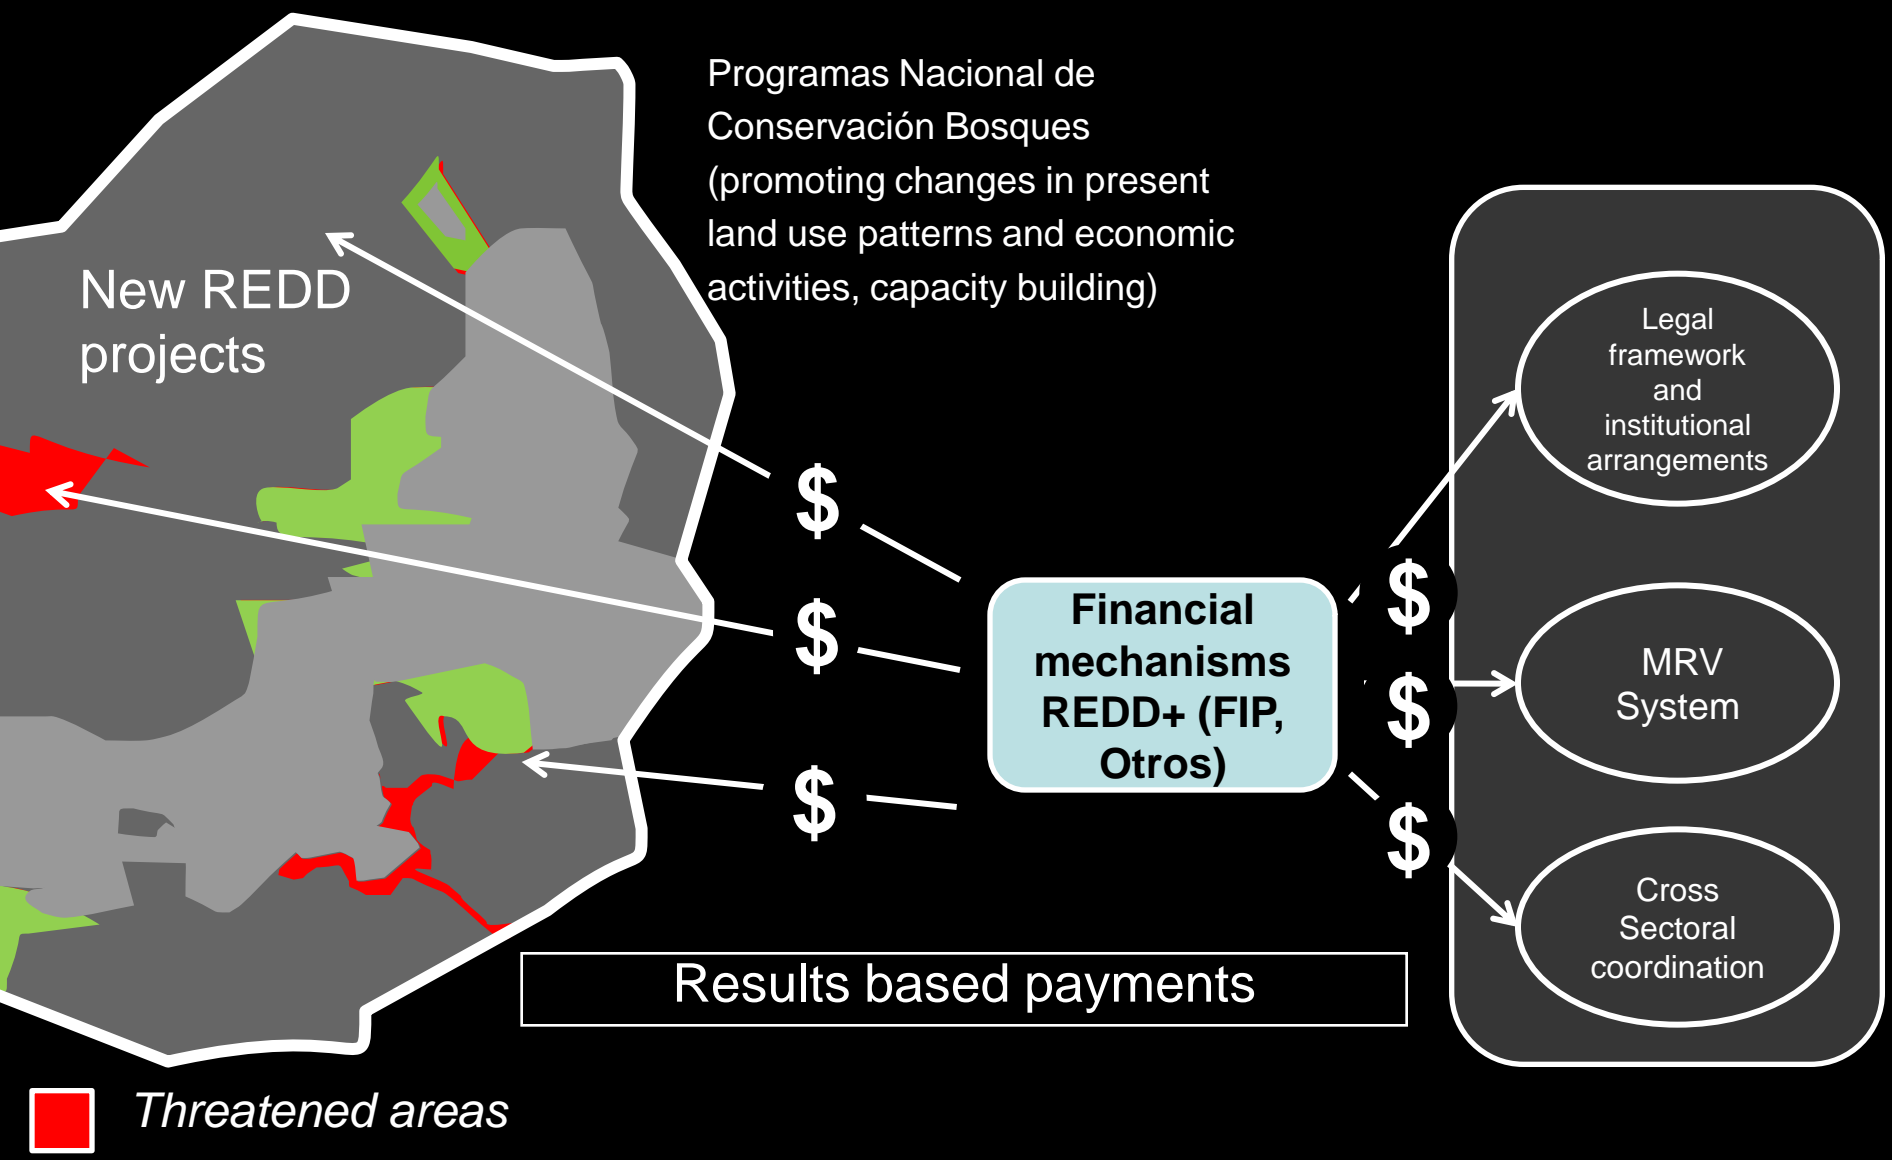 Programas Nacional de
Conservación Bosques
(promoting changes in present
land use patterns and economic
activities, capacity building)
New REDD
projects
$
$
$
Financial
mechanisms
REDD+ (FIP,
Otros)
$
$
$
Legal
framework
and
institutional
arrangements
MRV
System
Cross
Sectoral
coordination
Results based payments
Threatened areas